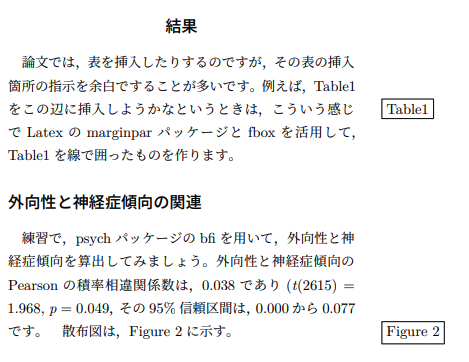 結果
論文では，表を挿入したりするのですが，その表の挿入
箇所の指示を余白ですることが多いです。例えば，Table1
をこの辺に挿入しようかなというときは，こういう感じ
で Latex の marginpar パッケージと fbox を活用して，
Table1 を線で囲ったものを作ります。
Table1
外向性と神経症傾向の関連
練習で，psych パッケージの bfi を用いて，外向性と神
経症傾向を算出してみましょう。外向性と神経症傾向の
Pearson の積率相違関係数は，0.038 であり (t(2615) =
1.968, p = 0.049，その 95% 信頼区間は，0.000 から 0.077
です。　散布図は，Figure 2 に示す。
Figure 2